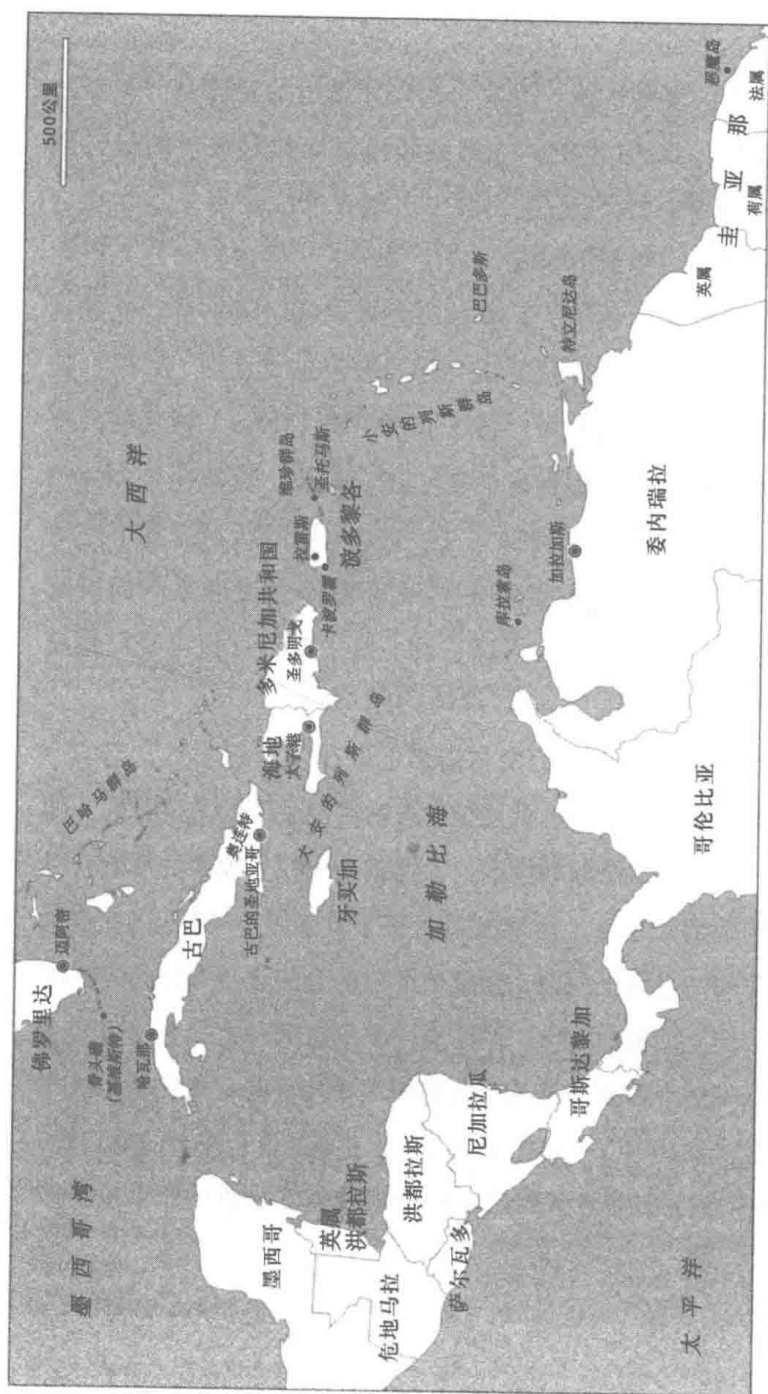 500公里
墨西哥湾
佛罗里达
迈阿密
骨头礁
(基维斯特)
哈瓦那
巴哈马群岛
大西洋
古巴
奥连特
古巴的圣地亚哥
海地
太子港
多米尼加共和国
圣多明戈
拉雷斯
卡波罗霍
波多黎各
维珍群岛
圣托马斯
小安的列斯群岛
巴巴多斯
大安的列斯群岛
牙买加
加勒比海
墨西哥
英属
洪都拉斯
危地马拉
洪都拉斯
萨尔瓦多
尼加拉瓜
哥斯达黎加
太平洋
哥伦比亚
库拉索岛
加拉加斯
委内瑞拉
特立尼达岛
圭亚那
英属
荷属
法属
恶魔岛